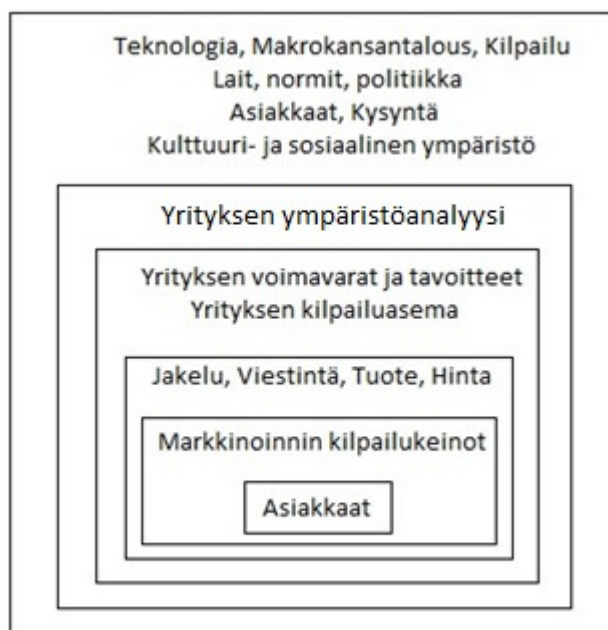 Teknologia, Makrokansantalous, Kilpailu
Lait, normit, politiikka
Asiakkaat, Kysyntä
Kulttuuri- ja sosiaalinen ympäristö
Yrityksen ympäristöanalyysi
Yrityksen voimavarat ja tavoitteet
Yrityksen kilpailuasema
Jakelu, Viestintä, Tuote, Hinta
Markkinoinnin kilpailukeinot
Asiakkaat